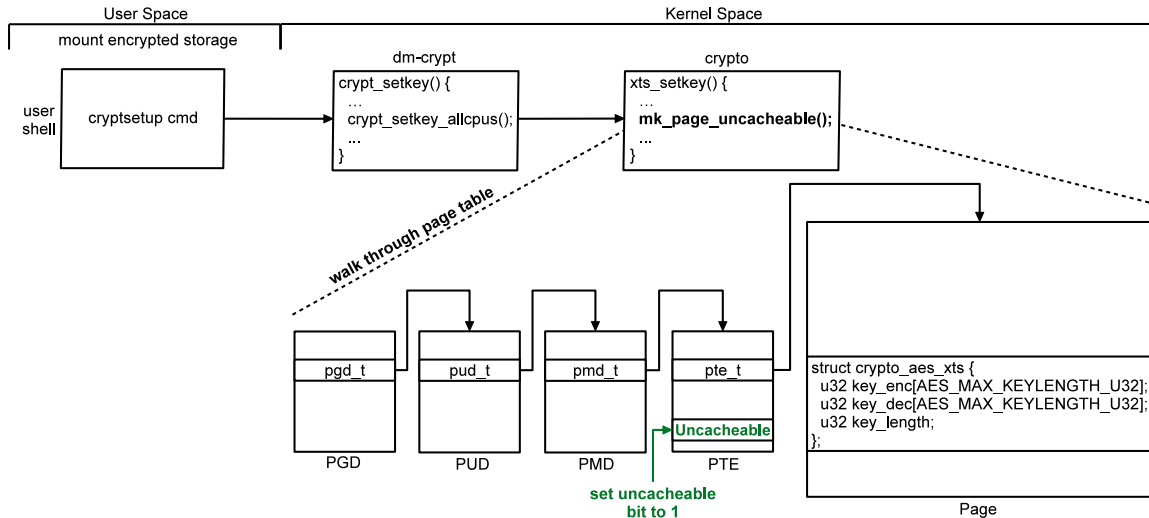 User Space
Kernel Space
mount encrypted storage
dm-crypt
crypto
user
shell
cryptsetup cmd
crypt_setkey() {
...
crypt_setkey_allcpus();
...
}
xts_setkey() {
...
mk_page_uncacheable();
...
}
walk through page table
pgd_t
pud_t
pmd_t
pte_t
Uncacheable
PGD
PUD
PMD
PTE
set uncacheable
bit to 1
struct crypto_aes_xts {
u32 key_enc[AES_MAX_KEYLENGTH_U32];
u32 key_dec[AES_MAX_KEYLENGTH_U32];
u32 key_length;
};
Page